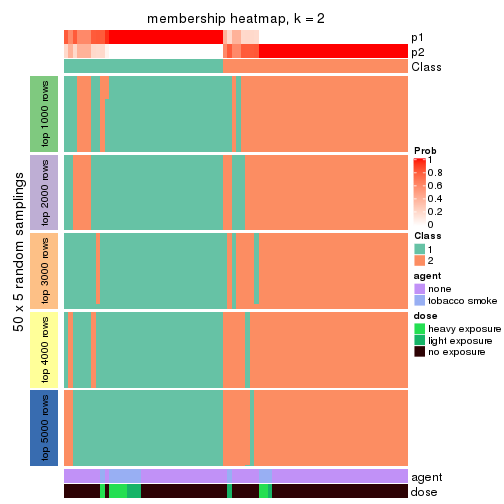 membership heatmap, k = 2
p1
p2
Class
50 x 5 random samplings
top 1000 rows
top 2000 rows
top 3000 rows
top 4000 rows
top 5000 rows
Prob
1
0.8
0.6
0.4
0.2
0
Class
1
2
agent
none
tobacco smoke
dose
heavy exposure
light exposure
no exposure
agent
dose